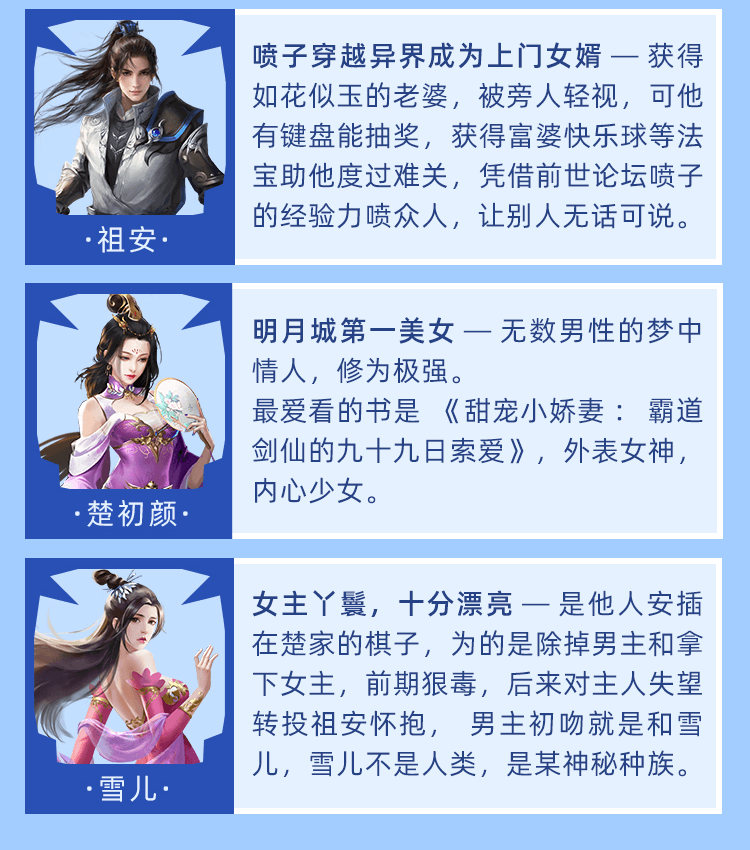 喷子穿越异界成为上门女婿 — 获得
如花似玉的老婆，被旁人轻视，可他
有键盘能抽奖，获得富婆快乐球等法
宝助他度过难关，凭借前世论坛喷子
的经验力喷众人，让别人无话可说。
·祖安·
明月城第一美女 — 无数男性的梦中
情人，修为极强。
最爱看的书是 《甜宠小娇妻： 霸道
剑仙的九十九日索爱》，外表女神，
内心少女。
·楚初颜·
女主丫鬟，十分漂亮 — 是他人安插
在楚家的棋子，为的是除掉男主和拿
下女主，前期狠毒，后来对主人失望
转投祖安怀抱， 男主初吻就是和雪
儿，雪儿不是人类，是某神秘种族。
·雪儿·